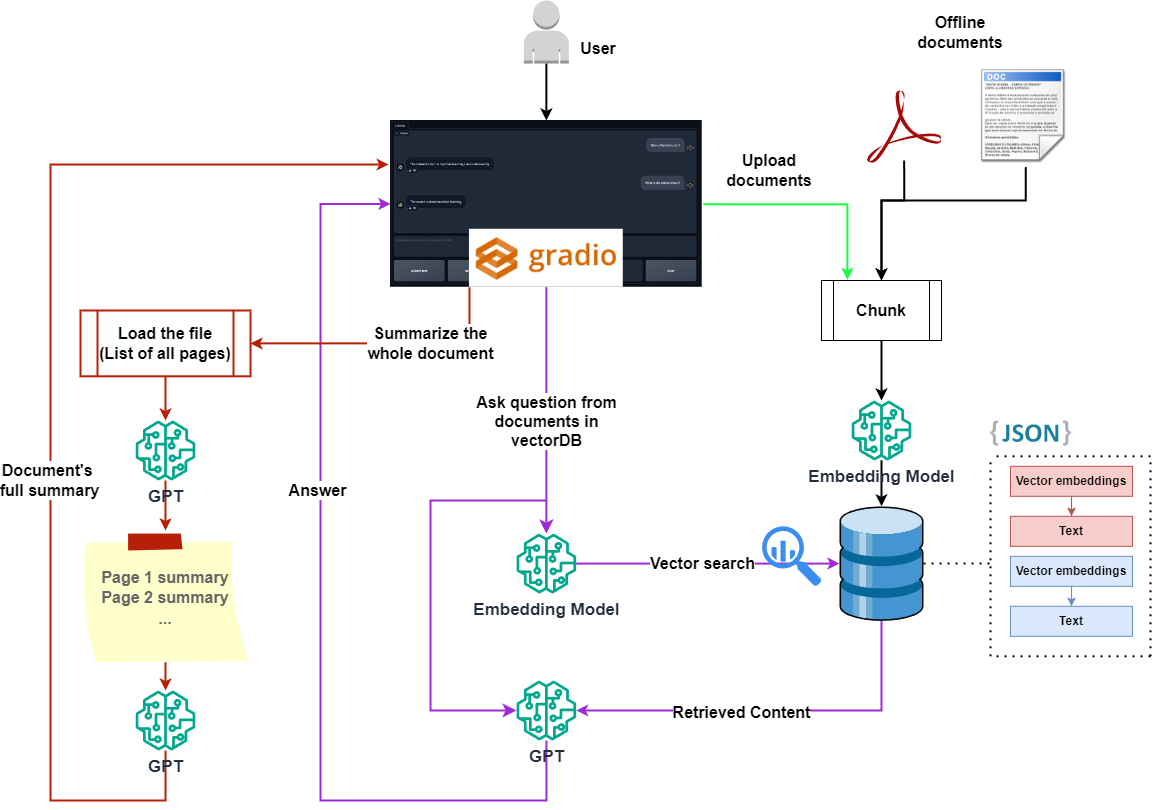 User
Offline
documents
DOC
Upload
documents
gradio
Chunk
Load the file
(List of all pages)
Summarize the
whole document
Ask question from
documents in
vectorDB
{JSON}
Document's
full summary
GPT
Answer
Embedding Model
Vector embeddings
Text
Vector embeddings
Text
Page 1 summary
Page 2 summary
...
Vector search
Embedding Model
Retrieved Content
GPT
GPT